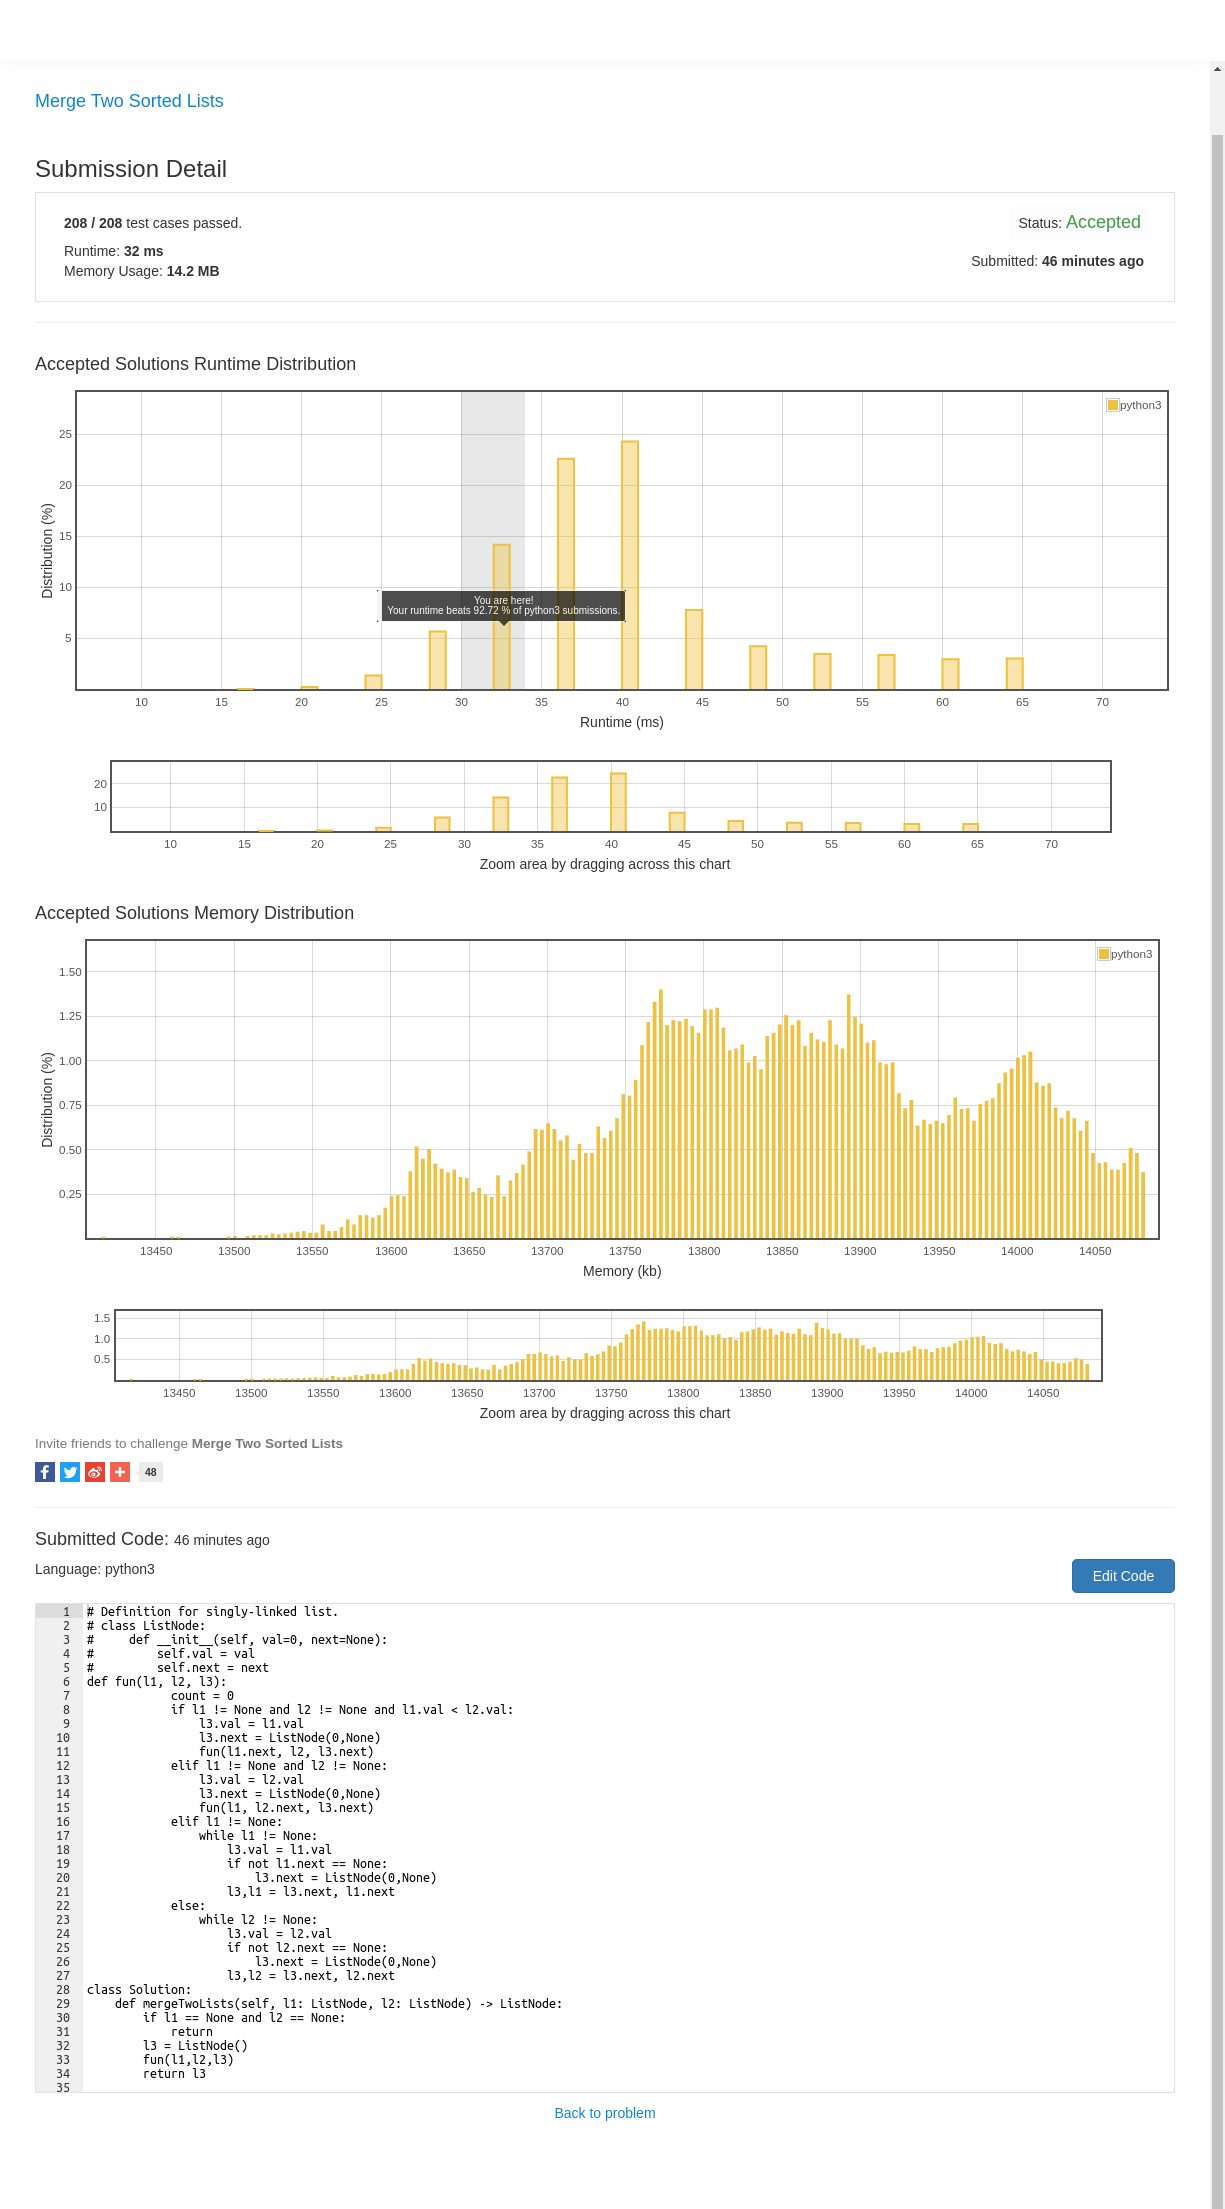 Merge Two Sorted Lists
Submission Detail
208 / 208 test cases passed.
Status: Accepted
Runtime: 32 ms
Submitted: 46 minutes ago
Memory Usage: 14.2 MB
Accepted Solutions Runtime Distribution
python3
25
20
15
10
5
Distribution (%)
You are here!
Your runtime beats 92.72 % of python3 submissions.
10 15 20 25 30 35 40 45 50 55 60 65 70
Runtime (ms)
20
10
10 15 20 25 30 35 40 45 50 55 60 65 70
Zoom area by dragging across this chart
Accepted Solutions Memory Distribution
python3
1.50
1.25
1.00
0.75
0.50
0.25
Distribution (%)
13450 13500 13550 13600 13650 13700 13750 13800 13850 13900 13950 14000 14050
Memory (kb)
1.5
1.0
0.5
13450 13500 13550 13600 13650 13700 13750 13800 13850 13900 13950 14000 14050
Zoom area by dragging across this chart
Invite friends to challenge Merge Two Sorted Lists
48
Submitted Code: 46 minutes ago
Language: python3
Edit Code
1 # Definition for singly-linked list.
2 # class ListNode:
3 #     def __init__(self, val=0, next=None):
4 #         self.val = val
5 #         self.next = next
6 def fun(l1, l2, l3):
7             count = 0
8             if l1 != None and l2 != None and l1.val < l2.val:
9                 l3.val = l1.val
10                 l3.next = ListNode(0,None)
11                 fun(l1.next, l2, l3.next)
12             elif l1 != None and l2 != None:
13                 l3.val = l2.val
14                 l3.next = ListNode(0,None)
15                 fun(l1, l2.next, l3.next)
16             elif l1 != None:
17                 while l1 != None:
18                     l3.val = l1.val
19                     if not l1.next == None:
20                         l3.next = ListNode(0,None)
21                     l3,l1 = l3.next, l1.next
22             else:
23                 while l2 != None:
24                     l3.val = l2.val
25                     if not l2.next == None:
26                         l3.next = ListNode(0,None)
27                     l3,l2 = l3.next, l2.next
28 class Solution:
29     def mergeTwoLists(self, l1: ListNode, l2: ListNode) -> ListNode:
30         if l1 == None and l2 == None:
31             return
32         l3 = ListNode()
33         fun(l1,l2,l3)
34         return l3
35
Back to problem